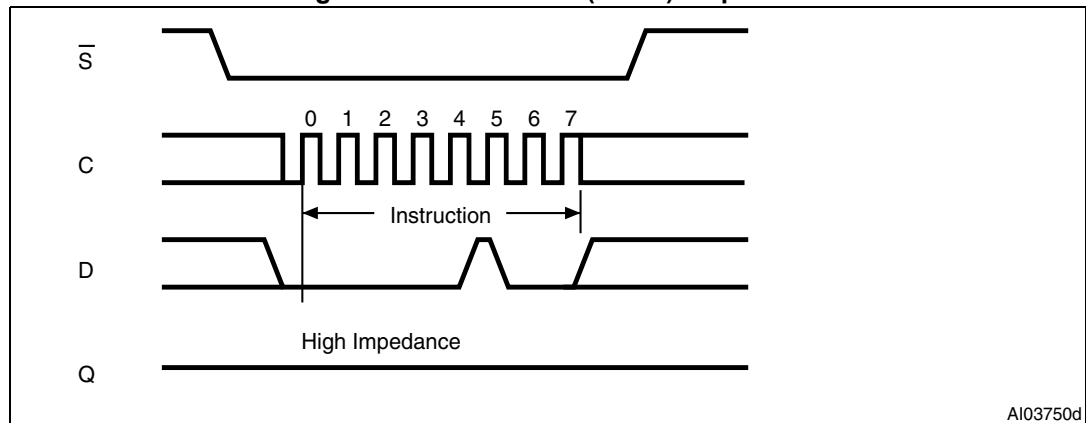 S̅
0 1 2 3 4 5 6 7
C
Instruction
D
High Impedance
Q
AI03750d